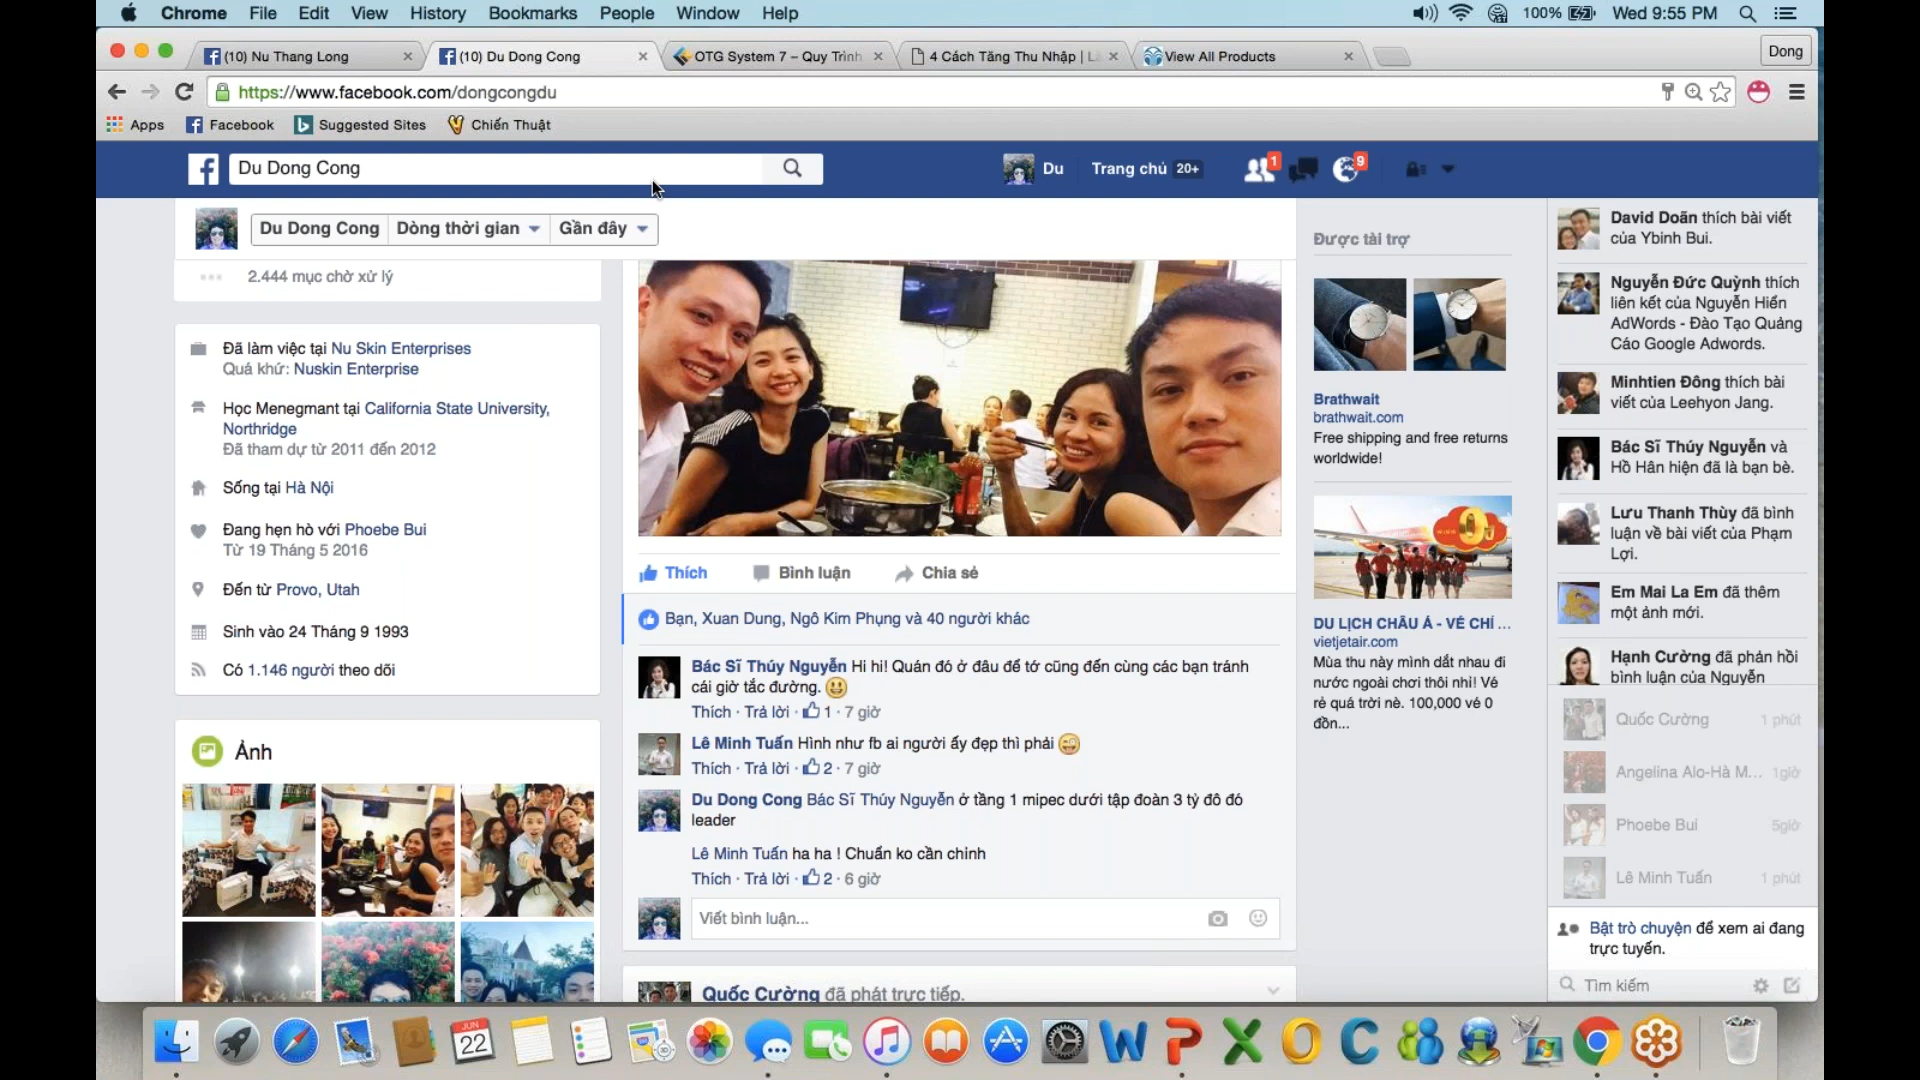 Chrome File Edit View History Bookmarks People Window Help 100% Wed 9:55 PM
(10) Nu Thang Long
(10) Du Dong Cong
OTG System 7 – Quy Trình
4 Cách Tăng Thu Nhập | Là
View All Products
Dong
https://www.facebook.com/dongcongdu
Apps Facebook Suggested Sites Chiến Thuật
Du Dong Cong
Du Trang chủ 20+ 1 9
Du Dong Cong Dòng thời gian Gần đây
2.444 mục chờ xử lý
Đã làm việc tại Nu Skin Enterprises
Quá khứ: Nuskin Enterprise
Học Menegmant tại California State University,
Northridge
Đã tham dự từ 2011 đến 2012
Sống tại Hà Nội
Đang hẹn hò với Phoebe Bui
Từ 19 Tháng 5 2016
Đến từ Provo, Utah
Sinh vào 24 Tháng 9 1993
Có 1.146 người theo dõi
Ảnh
Thích Bình luận Chia sẻ
Bạn, Xuan Dung, Ngô Kim Phụng và 40 người khác
Bác Sĩ Thúy Nguyễn Hi hi! Quán đó ở đâu để tớ cũng đến cùng các bạn tránh
cái giờ tắc đường. 😃
Thích · Trả lời · 1 · 7 giờ
Lê Minh Tuấn Hình như fb ai người ấy đẹp thì phải 😜
Thích · Trả lời · 2 · 7 giờ
Du Dong Cong Bác Sĩ Thúy Nguyễn ở tầng 1 mipec dưới tập đoàn 3 tỷ đô đó
leader
Lê Minh Tuấn ha ha ! Chuẩn ko cần chỉnh
Thích · Trả lời · 2 · 6 giờ
Viết bình luận...
Quốc Cường đã phát trực tiếp.
Được tài trợ
Brathwait
brathwait.com
Free shipping and free returns
worldwide!
DU LỊCH CHÂU Á - VÉ CHỈ ...
vietjetair.com
Mùa thu này mình dắt nhau đi
nước ngoài chơi thôi nhỉ! Vé
rẻ quá trời nè. 100,000 vé 0
đồn...
David Doãn thích bài viết
của Ybinh Bui.
Nguyễn Đức Quỳnh thích
liên kết của Nguyễn Hiển
AdWords - Đào Tạo Quảng
Cáo Google Adwords.
Minhtien Đông thích bài
viết của Leehyon Jang.
Bác Sĩ Thúy Nguyễn và
Hồ Hân hiện đã là bạn bè.
Lưu Thanh Thùy đã bình
luận về bài viết của Phạm
Lợi.
Em Mai La Em đã thêm
một ảnh mới.
Hạnh Cường đã phản hồi
bình luận của Nguyễn
Quốc Cường 1 phút
Angelina Alo-Hà M... 1giờ
Phoebe Bui 5giờ
Lê Minh Tuấn 1 phút
Bật trò chuyện để xem ai đang
trực tuyến.
Tìm kiếm
JUN
22